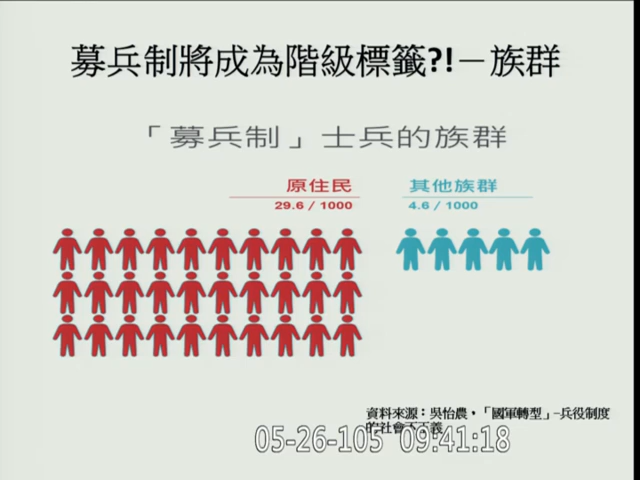 募兵制將成為階級標籤?!－族群
「募兵制」士兵的族群
原住民
29.6 / 1000
其他族群
4.6 / 1000
資料來源：吳怡農，「國軍轉型」–兵役制度
的社會不正義
05-26-105 09:41:18